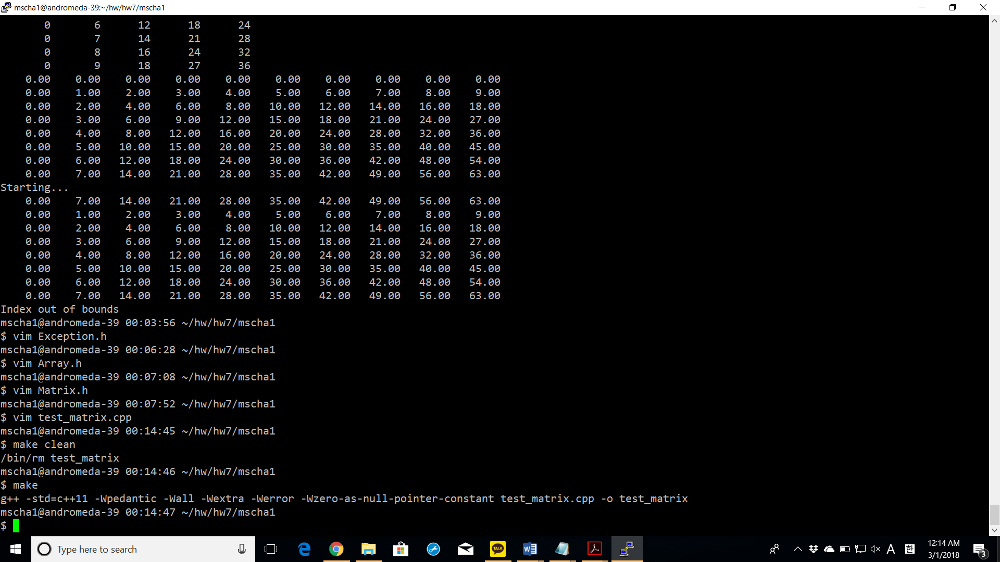 mscha1@andromeda-39:~/hw/hw7/mscha1
0 6 12 18 24
0 7 14 21 28
0 8 16 24 32
0 9 18 27 36
0.00 0.00 0.00 0.00 0.00 0.00 0.00 0.00 0.00 0.00
0.00 1.00 2.00 3.00 4.00 5.00 6.00 7.00 8.00 9.00
0.00 2.00 4.00 6.00 8.00 10.00 12.00 14.00 16.00 18.00
0.00 3.00 6.00 9.00 12.00 15.00 18.00 21.00 24.00 27.00
0.00 4.00 8.00 12.00 16.00 20.00 24.00 28.00 32.00 36.00
0.00 5.00 10.00 15.00 20.00 25.00 30.00 35.00 40.00 45.00
0.00 6.00 12.00 18.00 24.00 30.00 36.00 42.00 48.00 54.00
0.00 7.00 14.00 21.00 28.00 35.00 42.00 49.00 56.00 63.00
Starting...
0.00 7.00 14.00 21.00 28.00 35.00 42.00 49.00 56.00 63.00
0.00 1.00 2.00 3.00 4.00 5.00 6.00 7.00 8.00 9.00
0.00 2.00 4.00 6.00 8.00 10.00 12.00 14.00 16.00 18.00
0.00 3.00 6.00 9.00 12.00 15.00 18.00 21.00 24.00 27.00
0.00 4.00 8.00 12.00 16.00 20.00 24.00 28.00 32.00 36.00
0.00 5.00 10.00 15.00 20.00 25.00 30.00 35.00 40.00 45.00
0.00 6.00 12.00 18.00 24.00 30.00 36.00 42.00 48.00 54.00
0.00 7.00 14.00 21.00 28.00 35.00 42.00 49.00 56.00 63.00
Index out of bounds
mscha1@andromeda-39 00:03:56 ~/hw/hw7/mscha1
$ vim Exception.h
mscha1@andromeda-39 00:06:28 ~/hw/hw7/mscha1
$ vim Array.h
mscha1@andromeda-39 00:07:08 ~/hw/hw7/mscha1
$ vim Matrix.h
mscha1@andromeda-39 00:07:52 ~/hw/hw7/mscha1
$ vim test_matrix.cpp
mscha1@andromeda-39 00:14:45 ~/hw/hw7/mscha1
$ make clean
/bin/rm test_matrix
mscha1@andromeda-39 00:14:46 ~/hw/hw7/mscha1
$ make
g++ -std=c++11 -Wpedantic -Wall -Wextra -Werror -Wzero-as-null-pointer-constant test_matrix.cpp -o test_matrix
mscha1@andromeda-39 00:14:47 ~/hw/hw7/mscha1
$
Type here to search
TALK
A
한
12:14 AM
3/1/2018
3